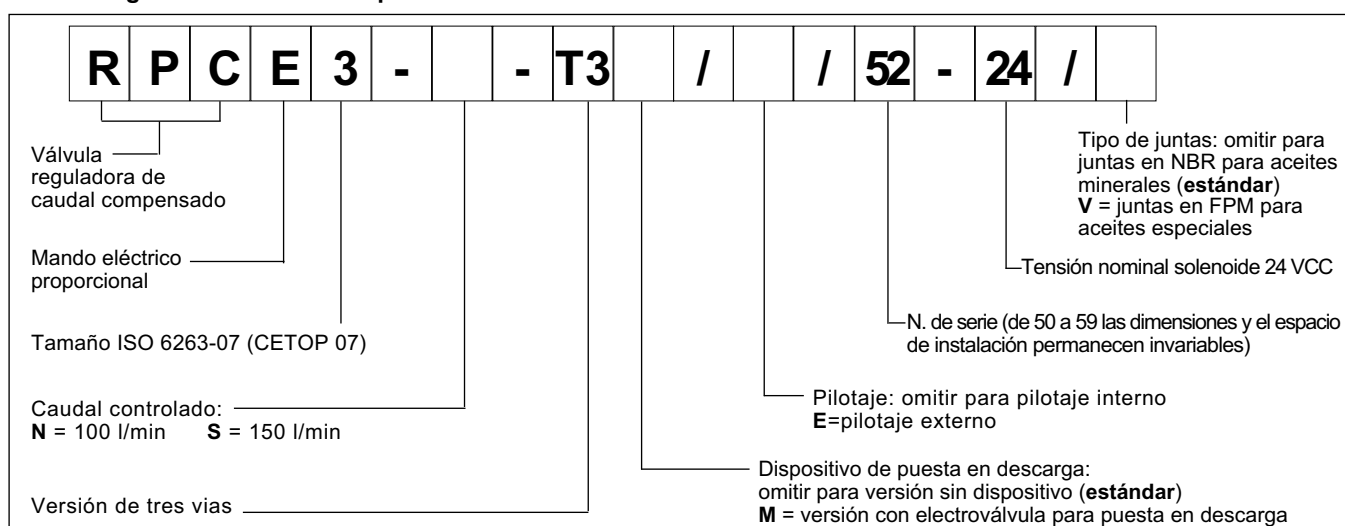 R P C E 3 - - T3 / / 52 - 24 /
Válvula
reguladora de
caudal compensado
Mando eléctrico
proporcional
Tamaño ISO 6263-07 (CETOP 07)
Caudal controlado:
N = 100 l/min S = 150 l/min
Versión de tres vias
Tipo de juntas: omitir para
juntas en NBR para aceites
minerales (estándar)
V = juntas en FPM para
aceites especiales
Tensión nominal solenoide 24 VCC
N. de serie (de 50 a 59 las dimensiones y el espacio
de instalación permanecen invariables)
Pilotaje: omitir para pilotaje interno
E=pilotaje externo
Dispositivo de puesta en descarga:
omitir para versión sin dispositivo (estándar)
M = versión con electroválvula para puesta en descarga